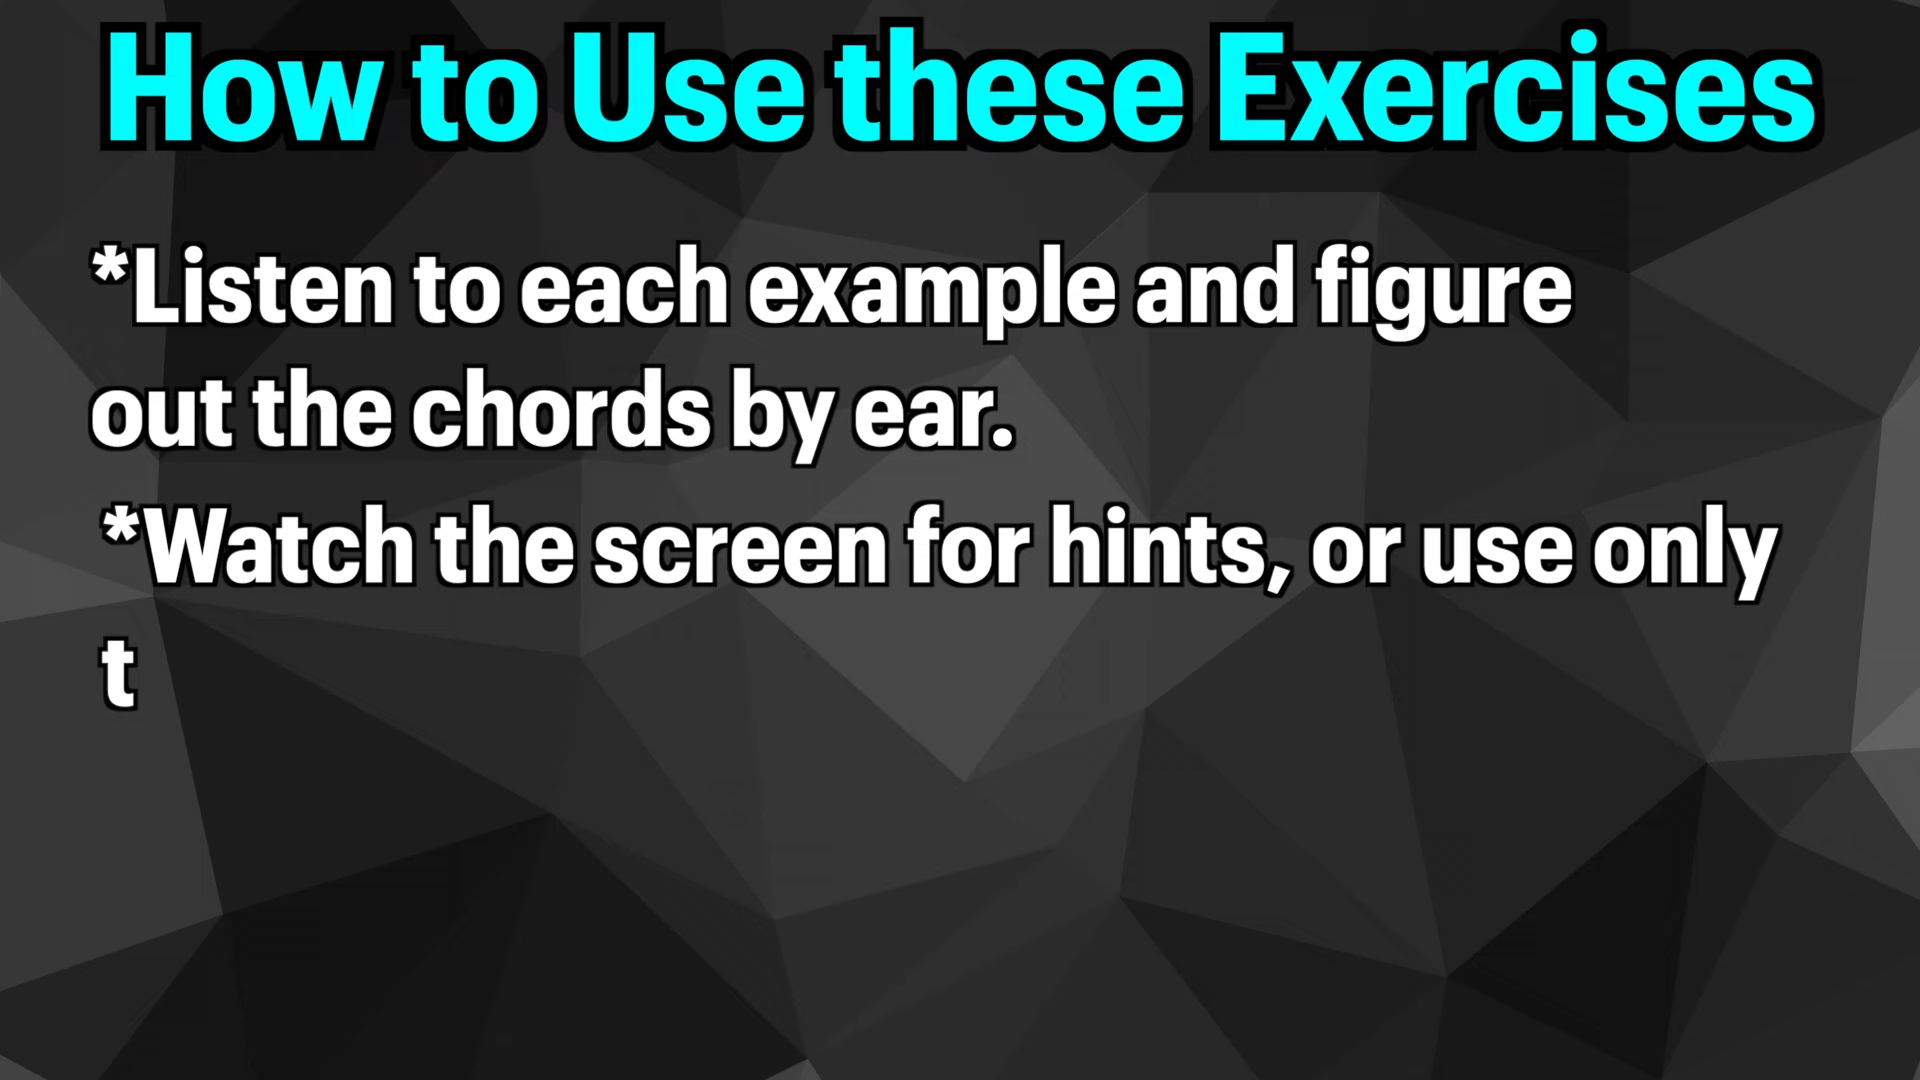 How to Use these Exercises
*Listen to each example and figure
out the chords by ear.
*Watch the screen for hints, or use only
t